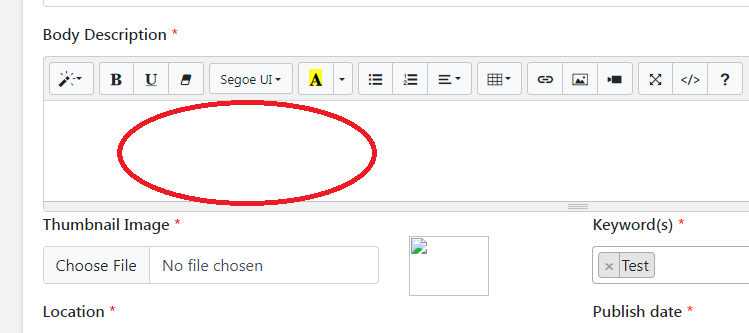 Body Description *
B U Segoe UI A </> ?
Thumbnail Image * Keyword(s) *
Choose File No file chosen × Test
Location * Publish date *